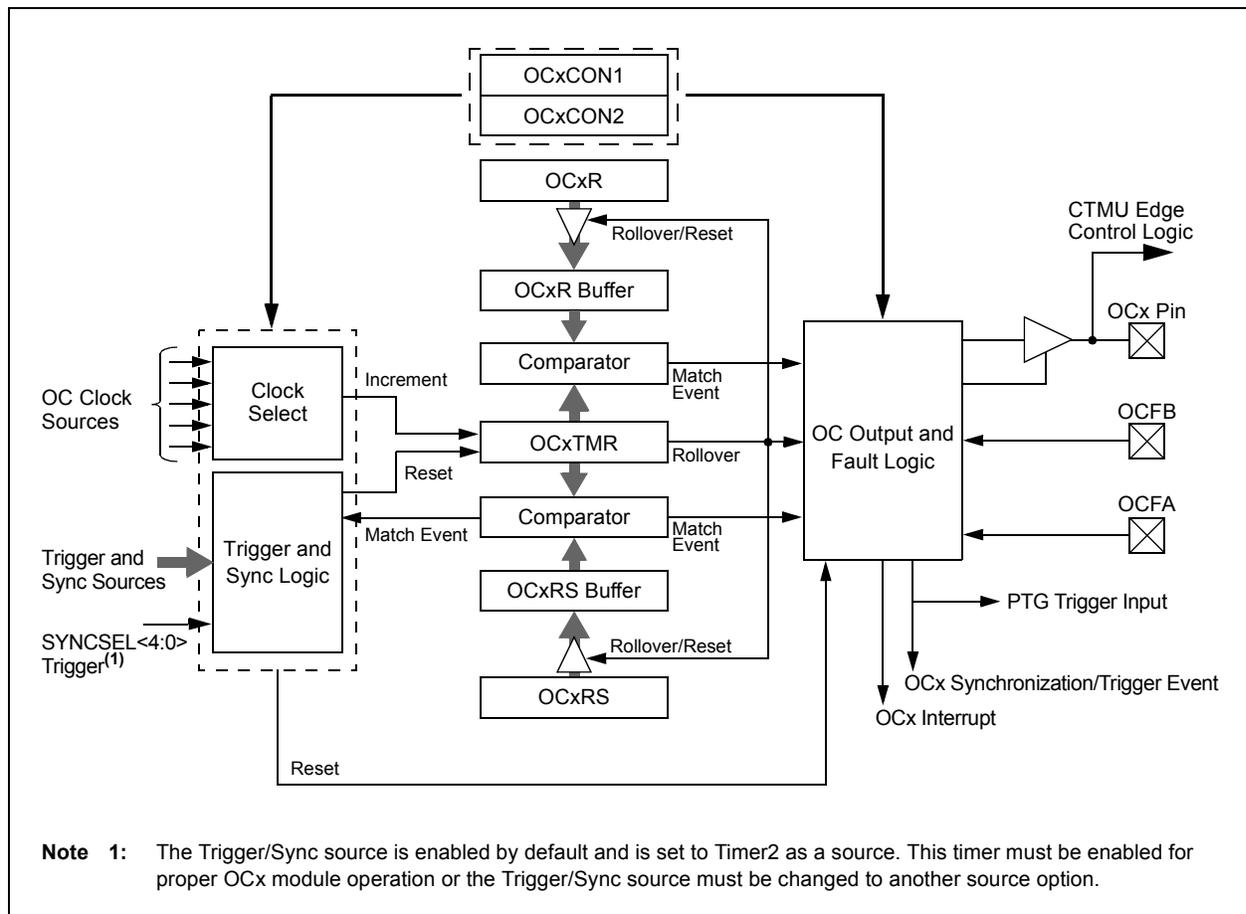 OCxCON1
OCxCON2
OCxR
Rollover/Reset
CTMU Edge
Control Logic
OCxR Buffer
OCx Pin
Comparator
Match
Event
OC Clock
Sources
Clock
Select
Increment
OCxTMR
Rollover
Reset
OC Output and
Fault Logic
OCFB
Trigger and
Sync Sources
Trigger and
Sync Logic
Match Event
Comparator
Match
Event
OCFA
OCxRS Buffer
PTG Trigger Input
SYNCSEL<4:0>
Trigger(1)
Rollover/Reset
OCxRS
OCx Synchronization/Trigger Event
OCx Interrupt
Reset
Note 1: The Trigger/Sync source is enabled by default and is set to Timer2 as a source. This timer must be enabled for
proper OCx module operation or the Trigger/Sync source must be changed to another source option.